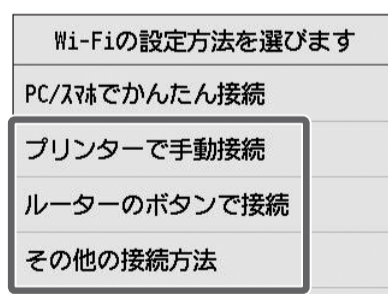 Wi-Fiの設定方法を選びます
PC/ｽﾏﾎでかんたん接続
プリンターで手動接続
ルーターのボタンで接続
その他の接続方法